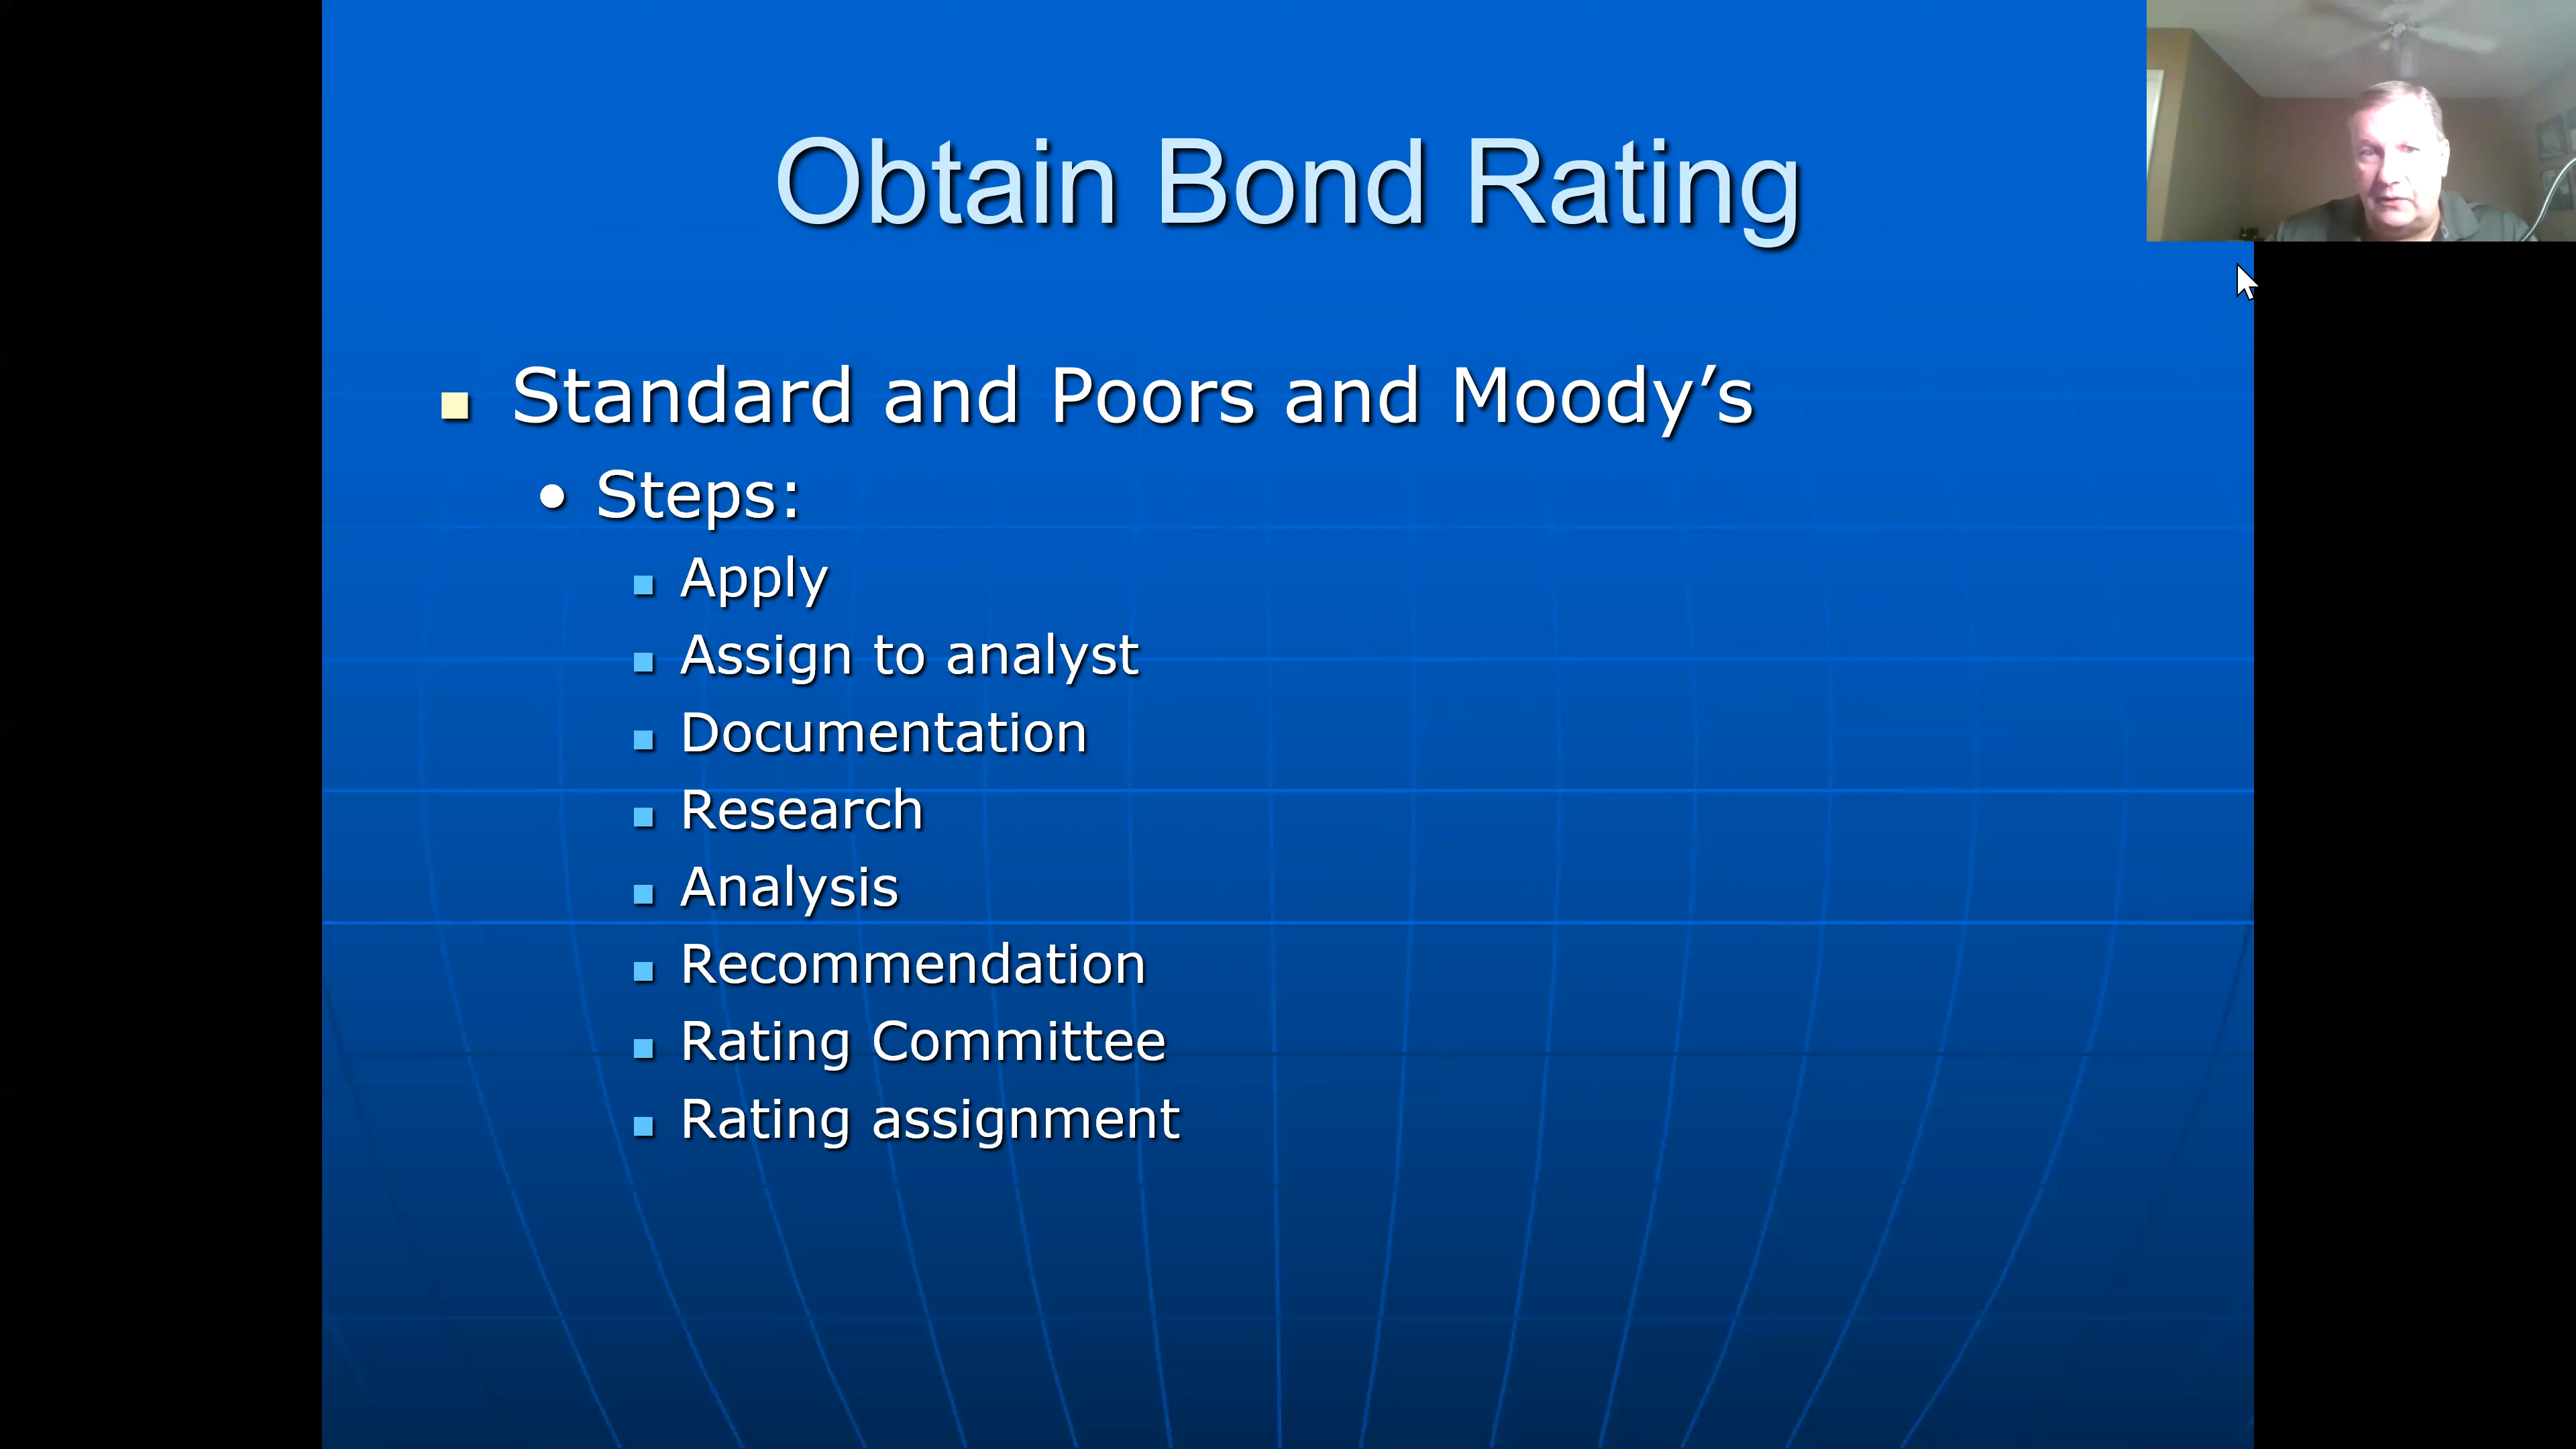 Obtain Bond Rating
Standard and Poors and Moody’s
Steps:
Apply
Assign to analyst
Documentation
Research
Analysis
Recommendation
Rating Committee
Rating assignment